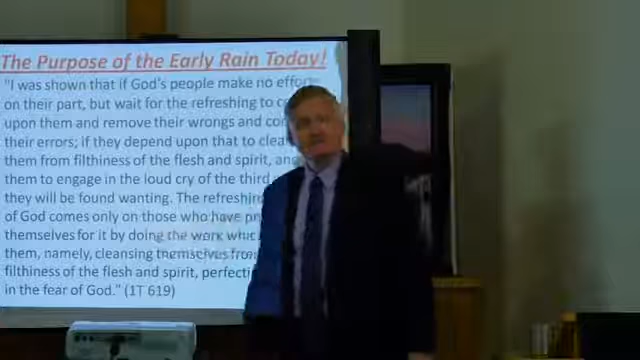 The Purpose of the Early Rain Today!
"I was shown that if God's people make no effort
on their part, but wait for the refreshing to
upon them and remove their wrongs and
their errors; if they depend upon that to
them from filthiness of the flesh and spirit, and
them to engage in the loud cry of the third
they will be found wanting. The refreshing
of God comes only on those who have
themselves for it by doing the work
them, namely, cleansing themselves from
filthiness of the flesh and spirit,
in the fear of God." (1T 619)